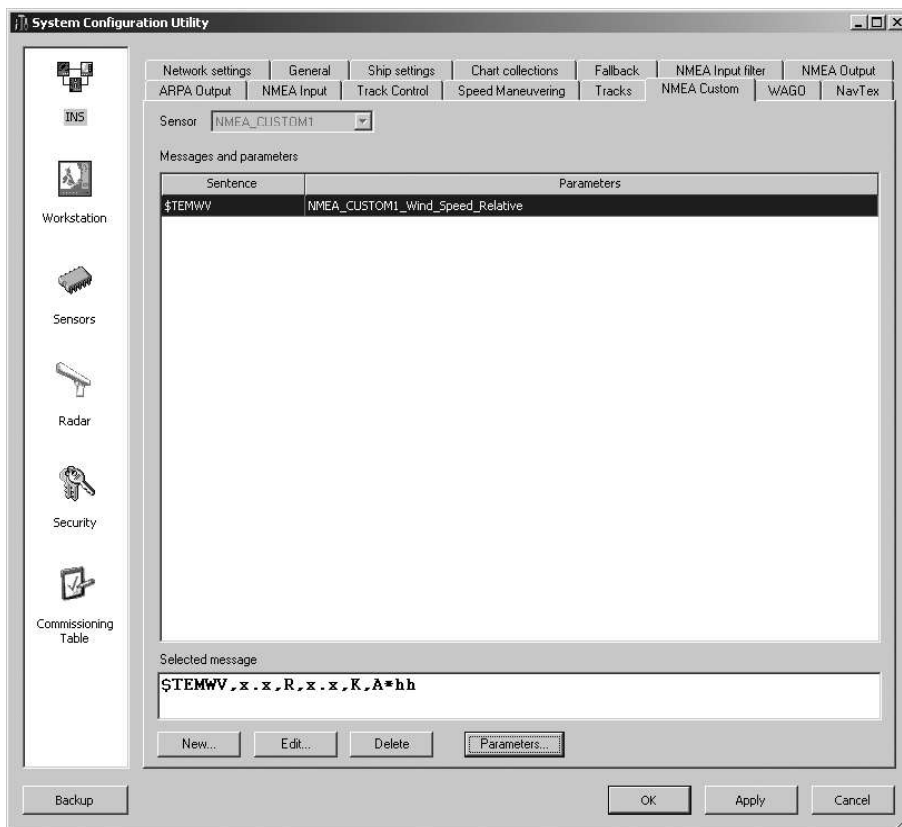 System Configuration Utility
INS
Workstation
Sensors
Radar
Security
Commissioning
Table
Network settings General Ship settings Chart collections Fallback NMEA Input filter NMEA Output
ARPA Output NMEA Input Track Control Speed Maneuvering Tracks NMEA Custom WAGO NavTex
Sensor NMEA_CUSTOM1
Messages and parameters
Sentence Parameters
$TEMWV NMEA_CUSTOM1_Wind_Speed_Relative
Selected message
$TEMWV,x.x,R,x.x,K,A*hh
New... Edit... Delete Parameters...
Backup OK Apply Cancel